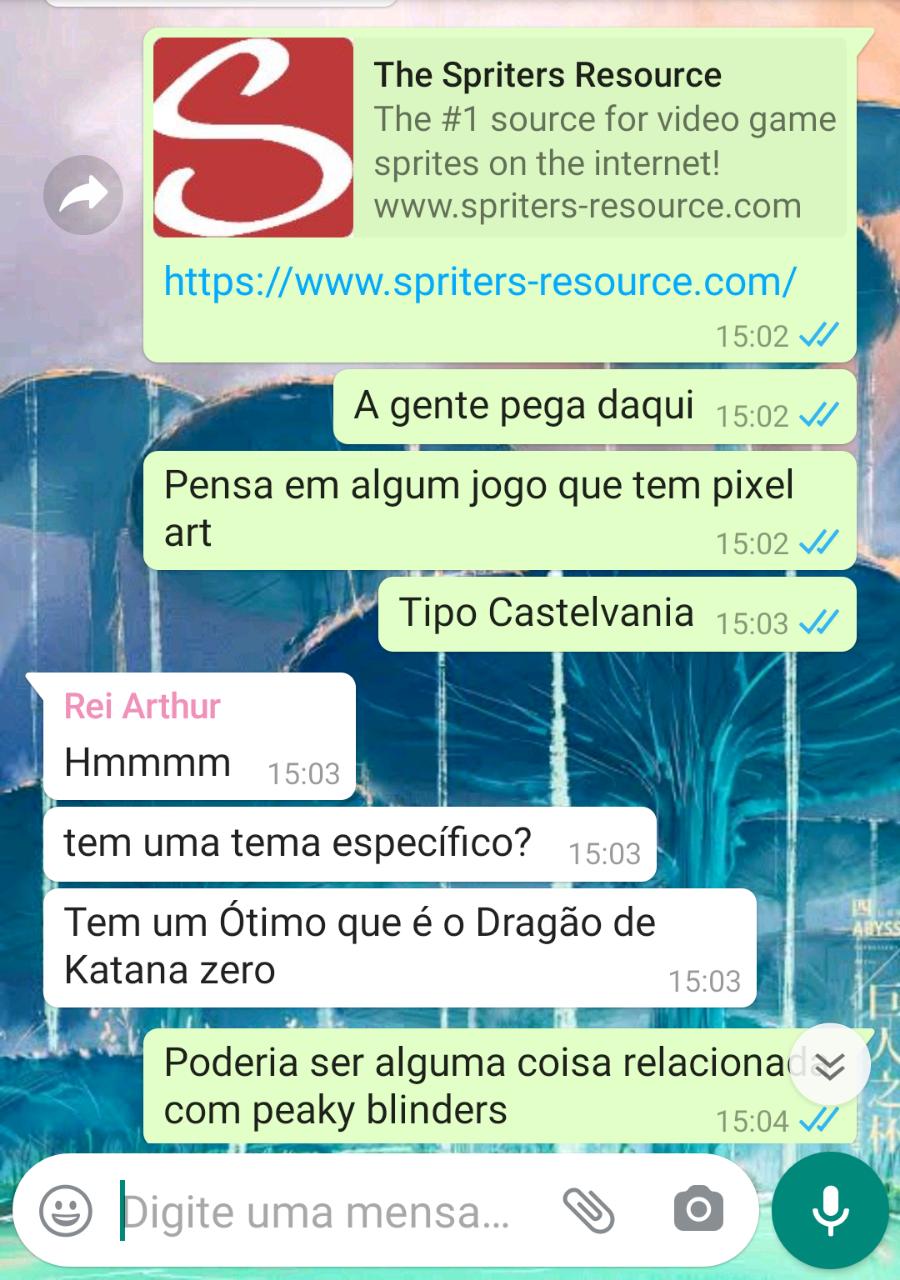 The Spriters Resource
The #1 source for video game
sprites on the internet!
www.spriters-resource.com
https://www.spriters-resource.com/
15:02
A gente pega daqui 15:02
Pensa em algum jogo que tem pixel
art 15:02
Tipo Castelvania 15:03
Rei Arthur
Hmmmm 15:03
tem uma tema específico? 15:03
Tem um Ótimo que é o Dragão de
Katana zero 15:03
Poderia ser alguma coisa relacionada
com peaky blinders 15:04
ABYSS
Digite uma mensa...